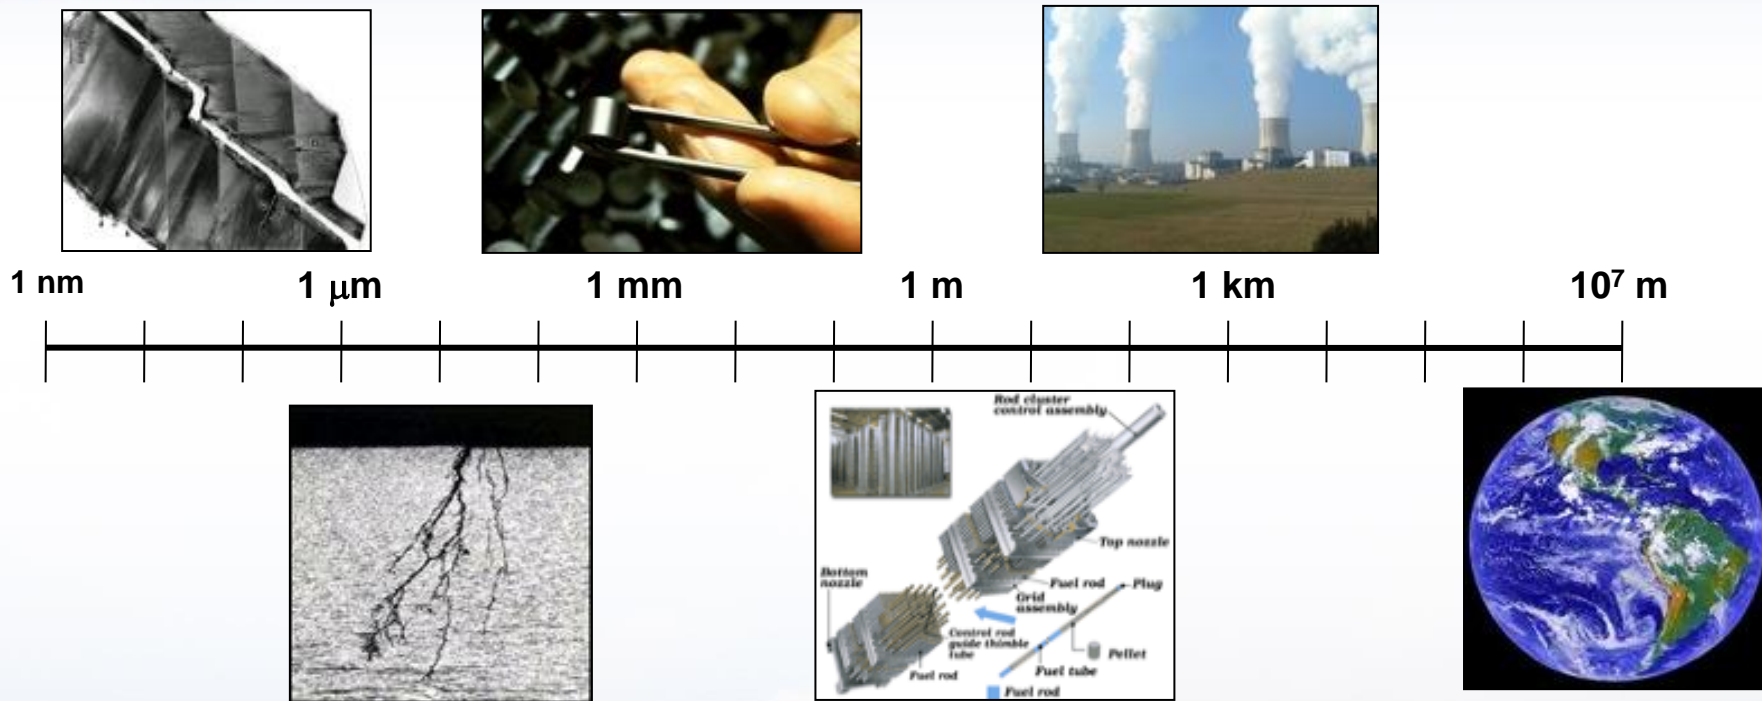 1 nm
1 μm
1 mm
1 m
1 km
10⁷ m
Rod cluster
control assembly
Top nozzle
Bottom
nozzle
Fuel rod
Plug
Grid
assembly
Control rod
guide thimble
tube
Pellet
Fuel rod
Fuel tube
Fuel rod